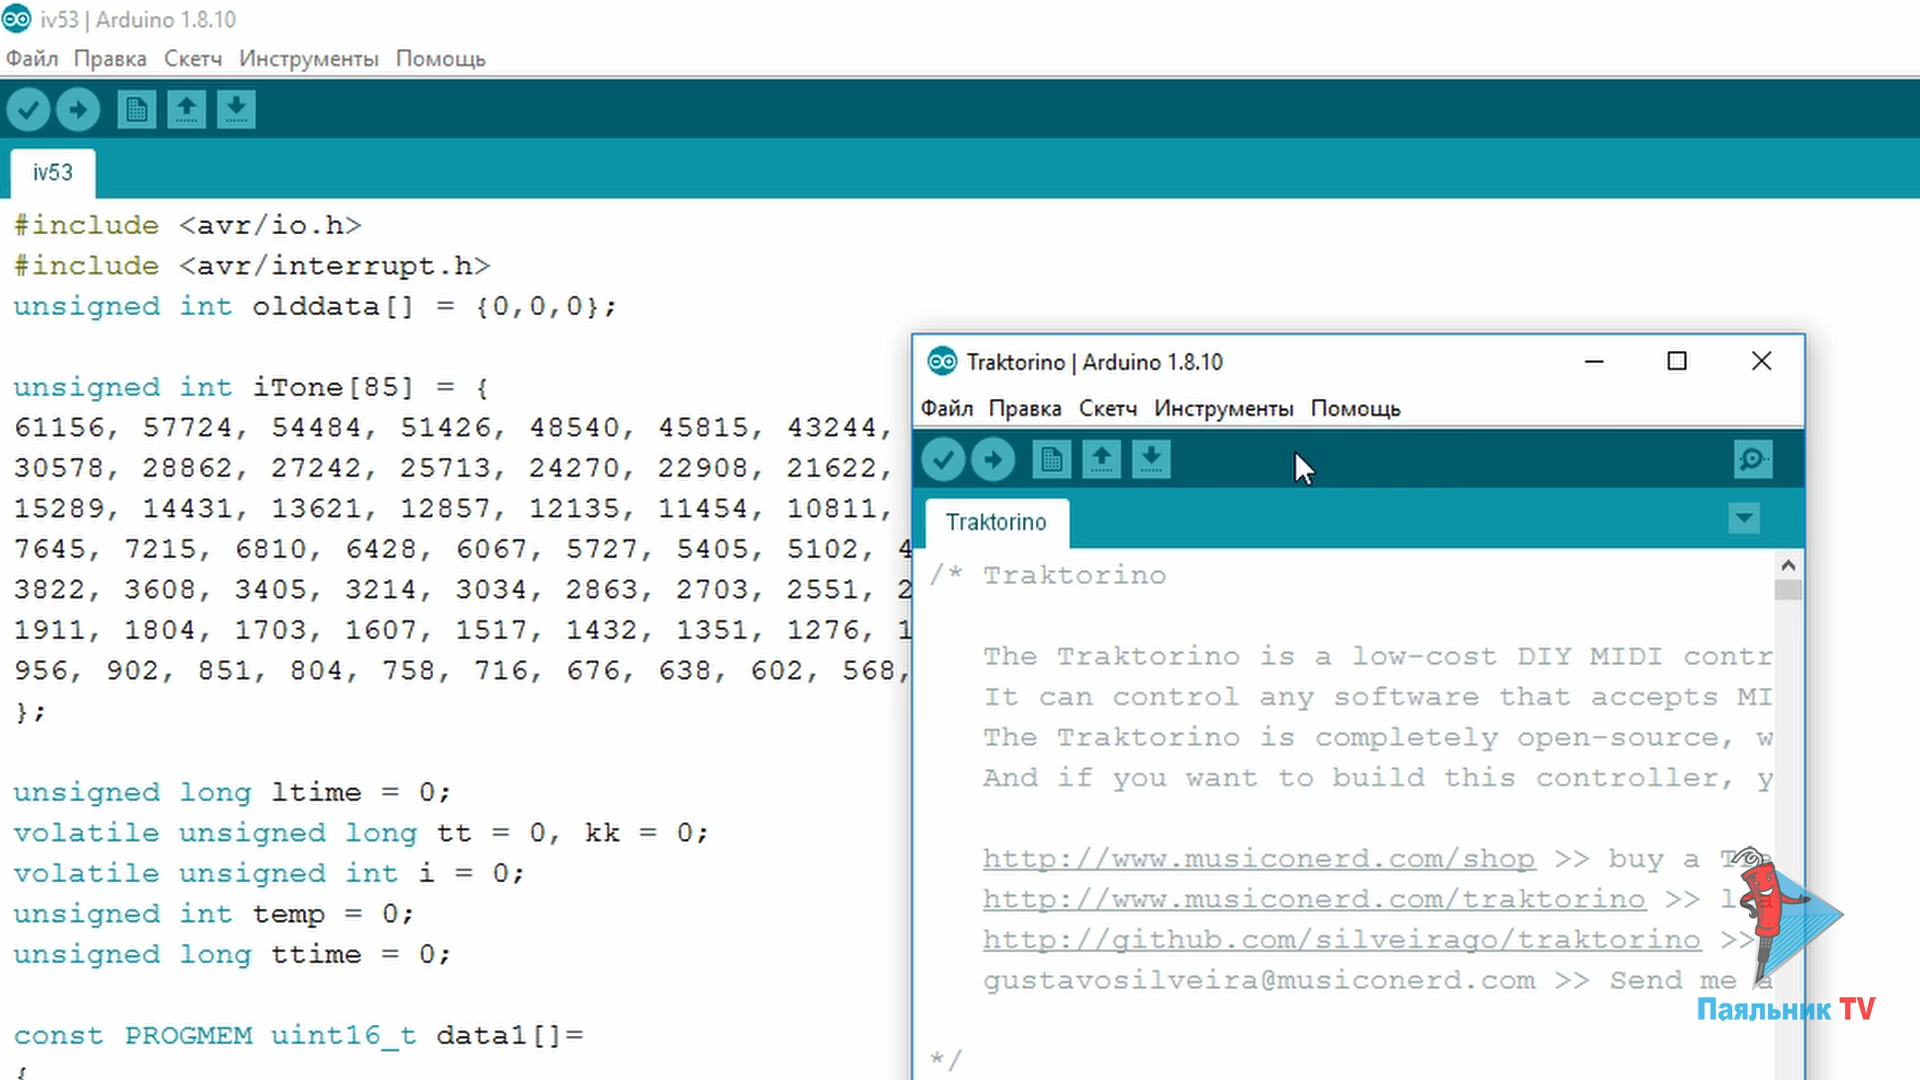 iv53 | Arduino 1.8.10
Файл Правка Скетч Инструменты Помощь
iv53
#include <avr/io.h>
#include <avr/interrupt.h>
unsigned int olddata[] = {0,0,0};
unsigned int iTone[85] = {
61156, 57724, 54484, 51426, 48540, 45815, 43244,
30578, 28862, 27242, 25713, 24270, 22908, 21622,
15289, 14431, 13621, 12857, 12135, 11454, 10811,
7645, 7215, 6810, 6428, 6067, 5727, 5405, 5102, 4
3822, 3608, 3405, 3214, 3034, 2863, 2703, 2551, 2
1911, 1804, 1703, 1607, 1517, 1432, 1351, 1276, 1
956, 902, 851, 804, 758, 716, 676, 638, 602, 568,
};
unsigned long ltime = 0;
volatile unsigned long tt = 0, kk = 0;
volatile unsigned int i = 0;
unsigned int temp = 0;
unsigned long ttime = 0;
const PROGMEM uint16_t data1[]=
{
Traktorino | Arduino 1.8.10
Файл Правка Скетч Инструменты Помощь
Traktorino
/* Traktorino
The Traktorino is a low-cost DIY MIDI contr
It can control any software that accepts MI
The Traktorino is completely open-source, w
And if you want to build this controller, y
http://www.musiconerd.com/shop >> buy a
http://www.musiconerd.com/traktorino >>
http://github.com/silveirago/traktorino >>
gustavosilveira@musiconerd.com >> Send me a
*/
Паяльник TV